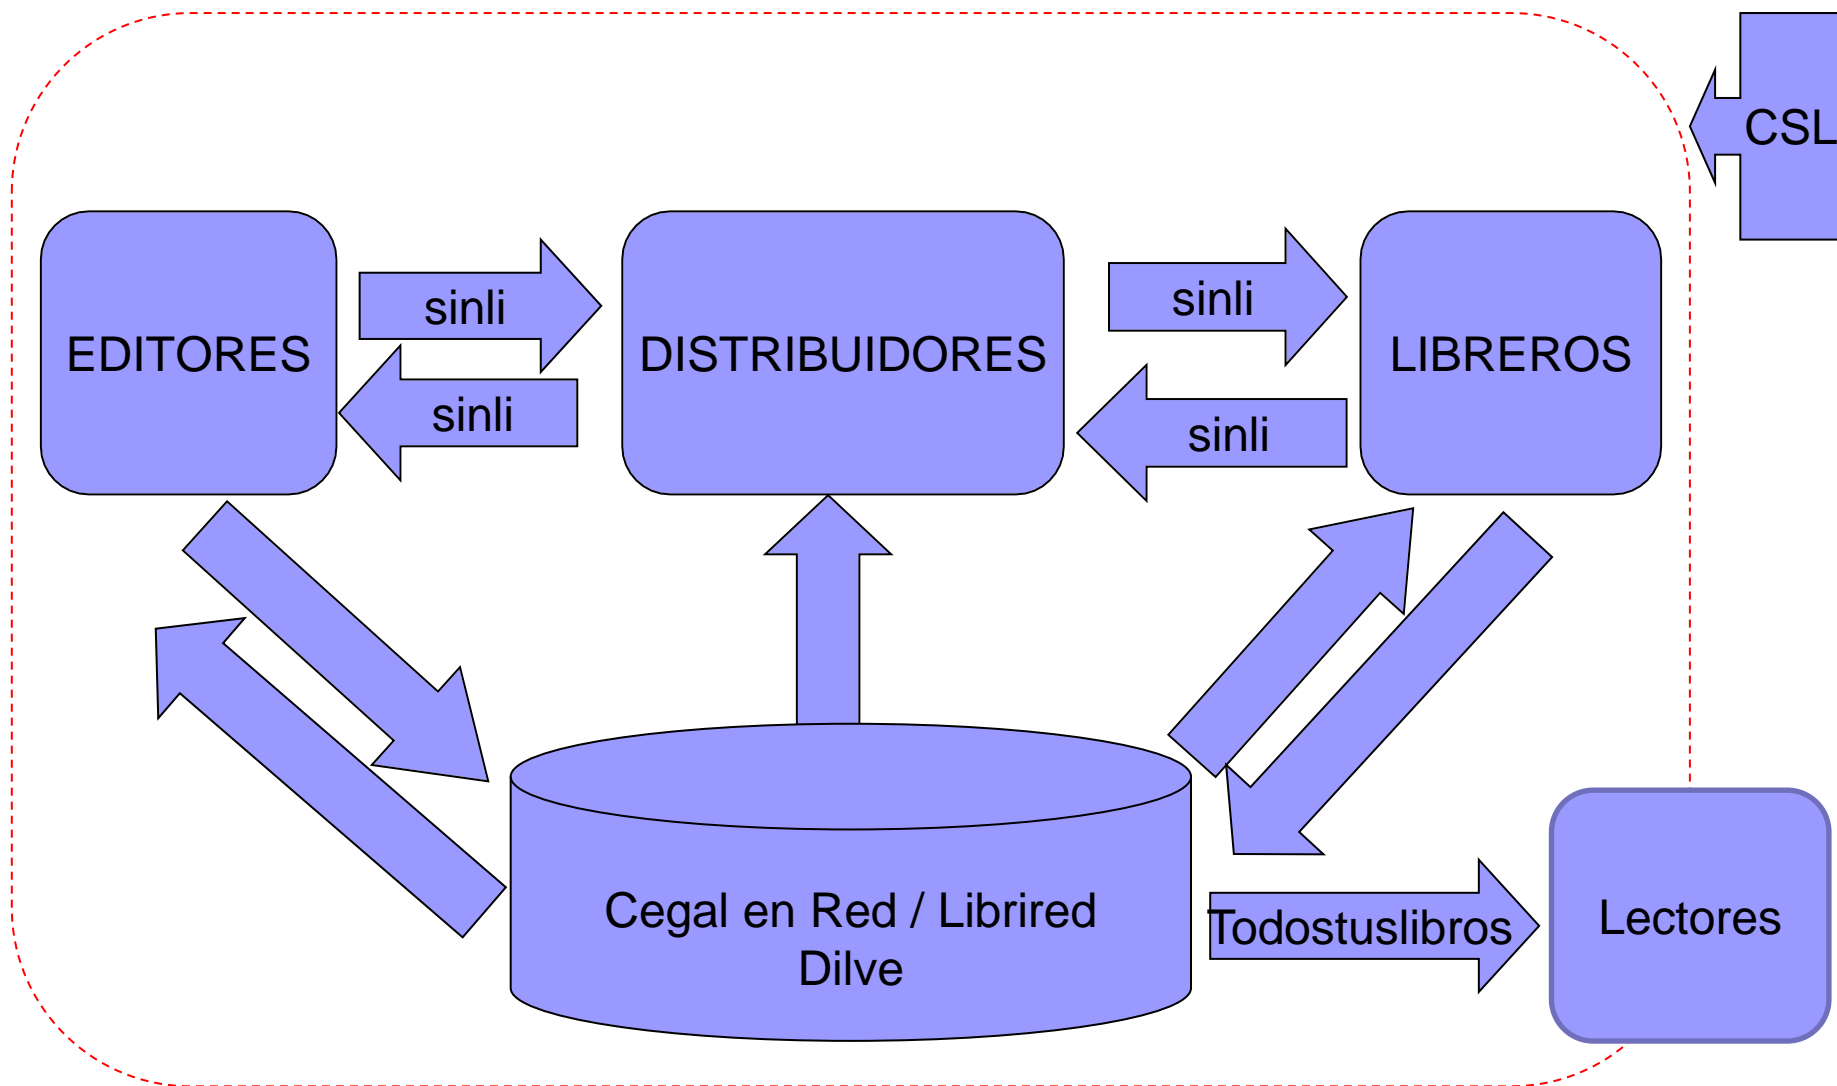 CSL
sinli
sinli
EDITORES
DISTRIBUIDORES
LIBREROS
sinli
sinli
Cegal en Red / Librired
Dilve
Todostuslibros
Lectores